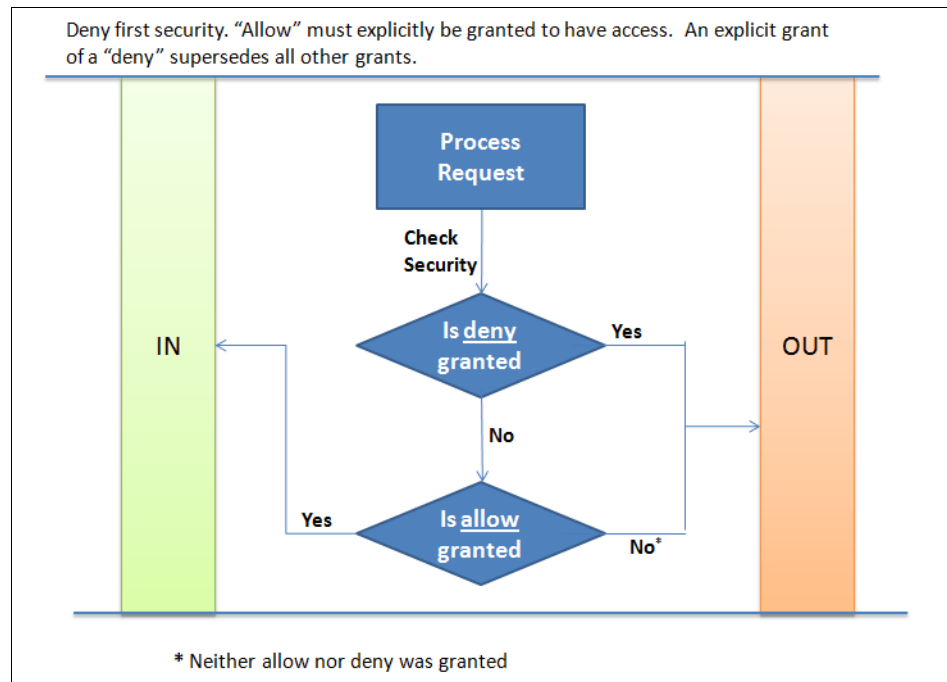 Deny first security. “Allow” must explicitly be granted to have access.  An explicit grant
of a “deny” supersedes all other grants.
Process
Request
Check
Security
Is deny
granted
Yes
IN
OUT
No
Is allow
granted
Yes
No*
* Neither allow nor deny was granted